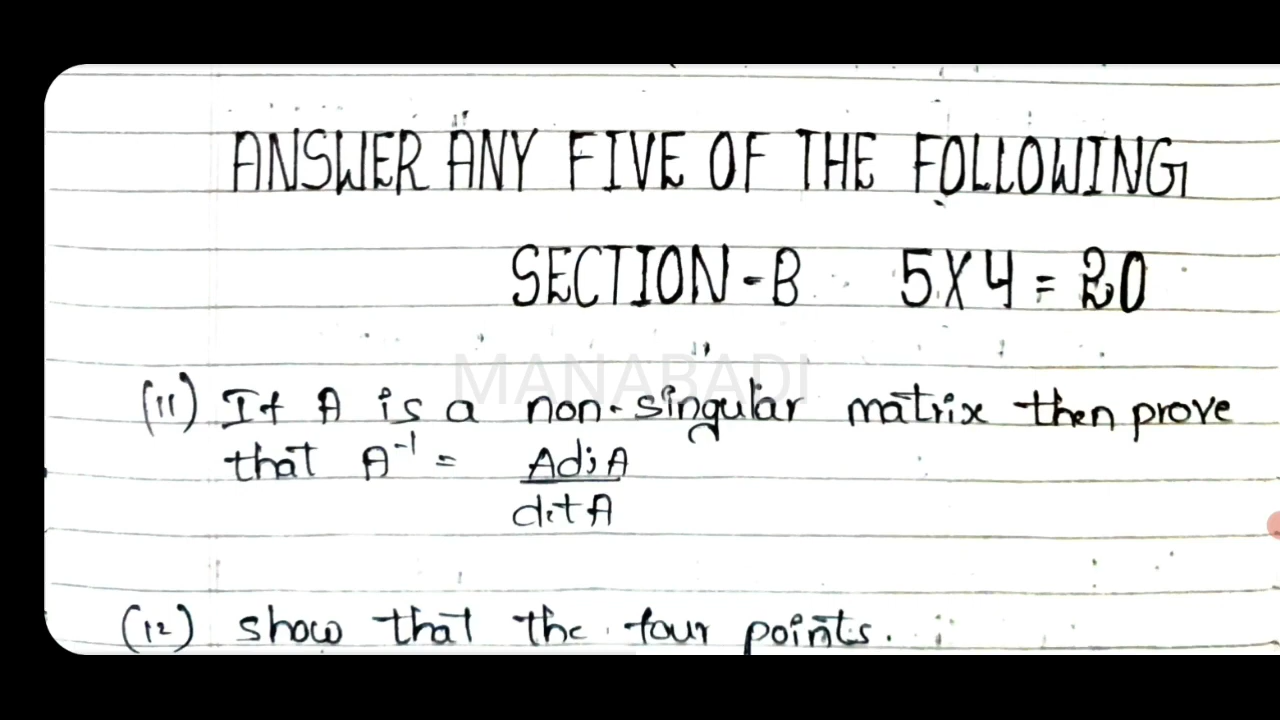 ANSWER ANY FIVE OF THE FOLLOWING
SECTION-B 5X4=20
MANABADI
(11) If A is a non-singular matrix then prove
that A⁻¹ = AdjA
detA
(12) show that the four points.